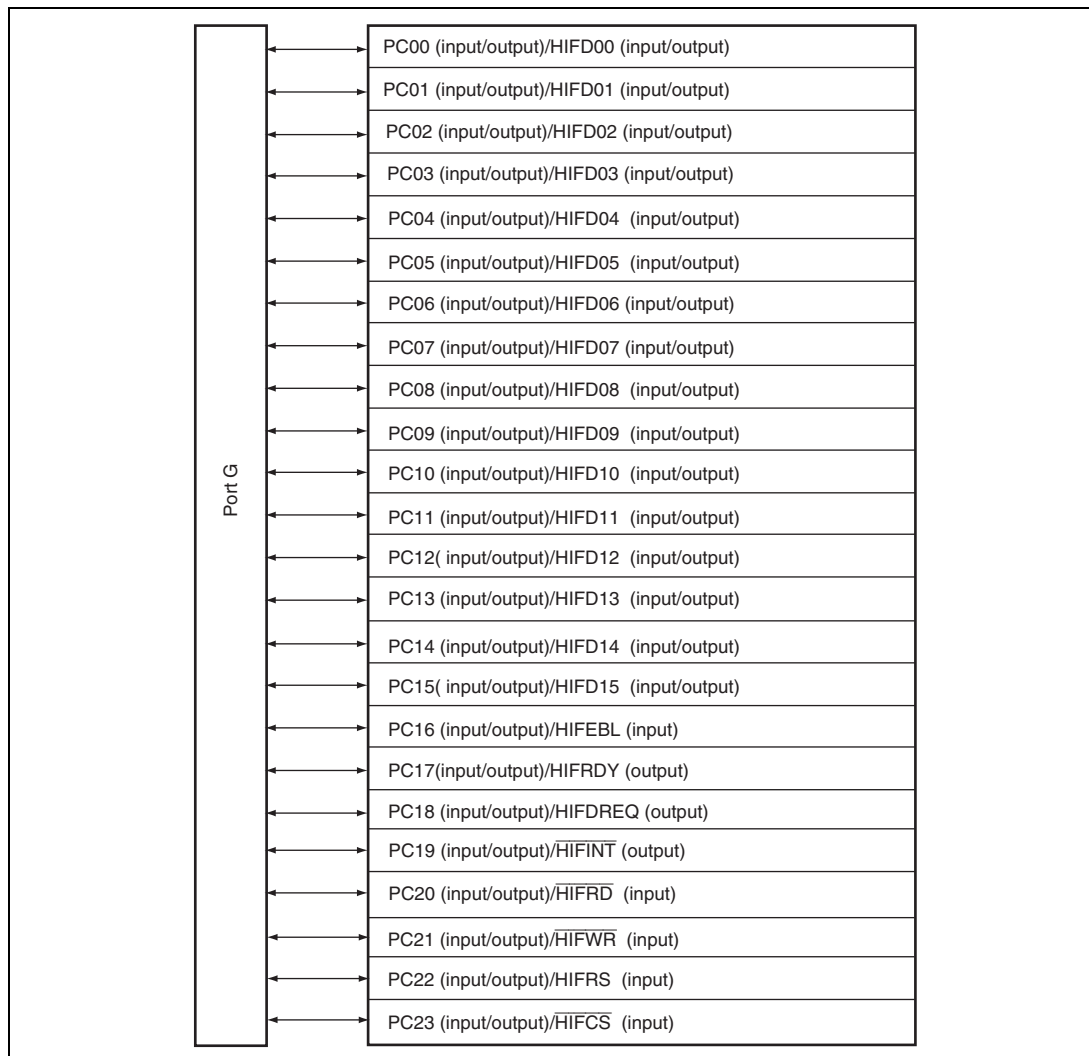 Port G
PC00 (input/output)/HIFD00 (input/output)
PC01 (input/output)/HIFD01 (input/output)
PC02 (input/output)/HIFD02 (input/output)
PC03 (input/output)/HIFD03 (input/output)
PC04 (input/output)/HIFD04 (input/output)
PC05 (input/output)/HIFD05 (input/output)
PC06 (input/output)/HIFD06 (input/output)
PC07 (input/output)/HIFD07 (input/output)
PC08 (input/output)/HIFD08 (input/output)
PC09 (input/output)/HIFD09 (input/output)
PC10 (input/output)/HIFD10 (input/output)
PC11 (input/output)/HIFD11 (input/output)
PC12( input/output)/HIFD12 (input/output)
PC13 (input/output)/HIFD13 (input/output)
PC14 (input/output)/HIFD14 (input/output)
PC15( input/output)/HIFD15 (input/output)
PC16 (input/output)/HIFEBL (input)
PC17(input/output)/HIFRDY (output)
PC18 (input/output)/HIFDREQ (output)
PC19 (input/output)/H̅I̅F̅I̅N̅T̅ (output)
PC20 (input/output)/H̅I̅F̅R̅D̅ (input)
PC21 (input/output)/H̅I̅F̅W̅R̅ (input)
PC22 (input/output)/HIFRS (input)
PC23 (input/output)/H̅I̅F̅C̅S̅ (input)